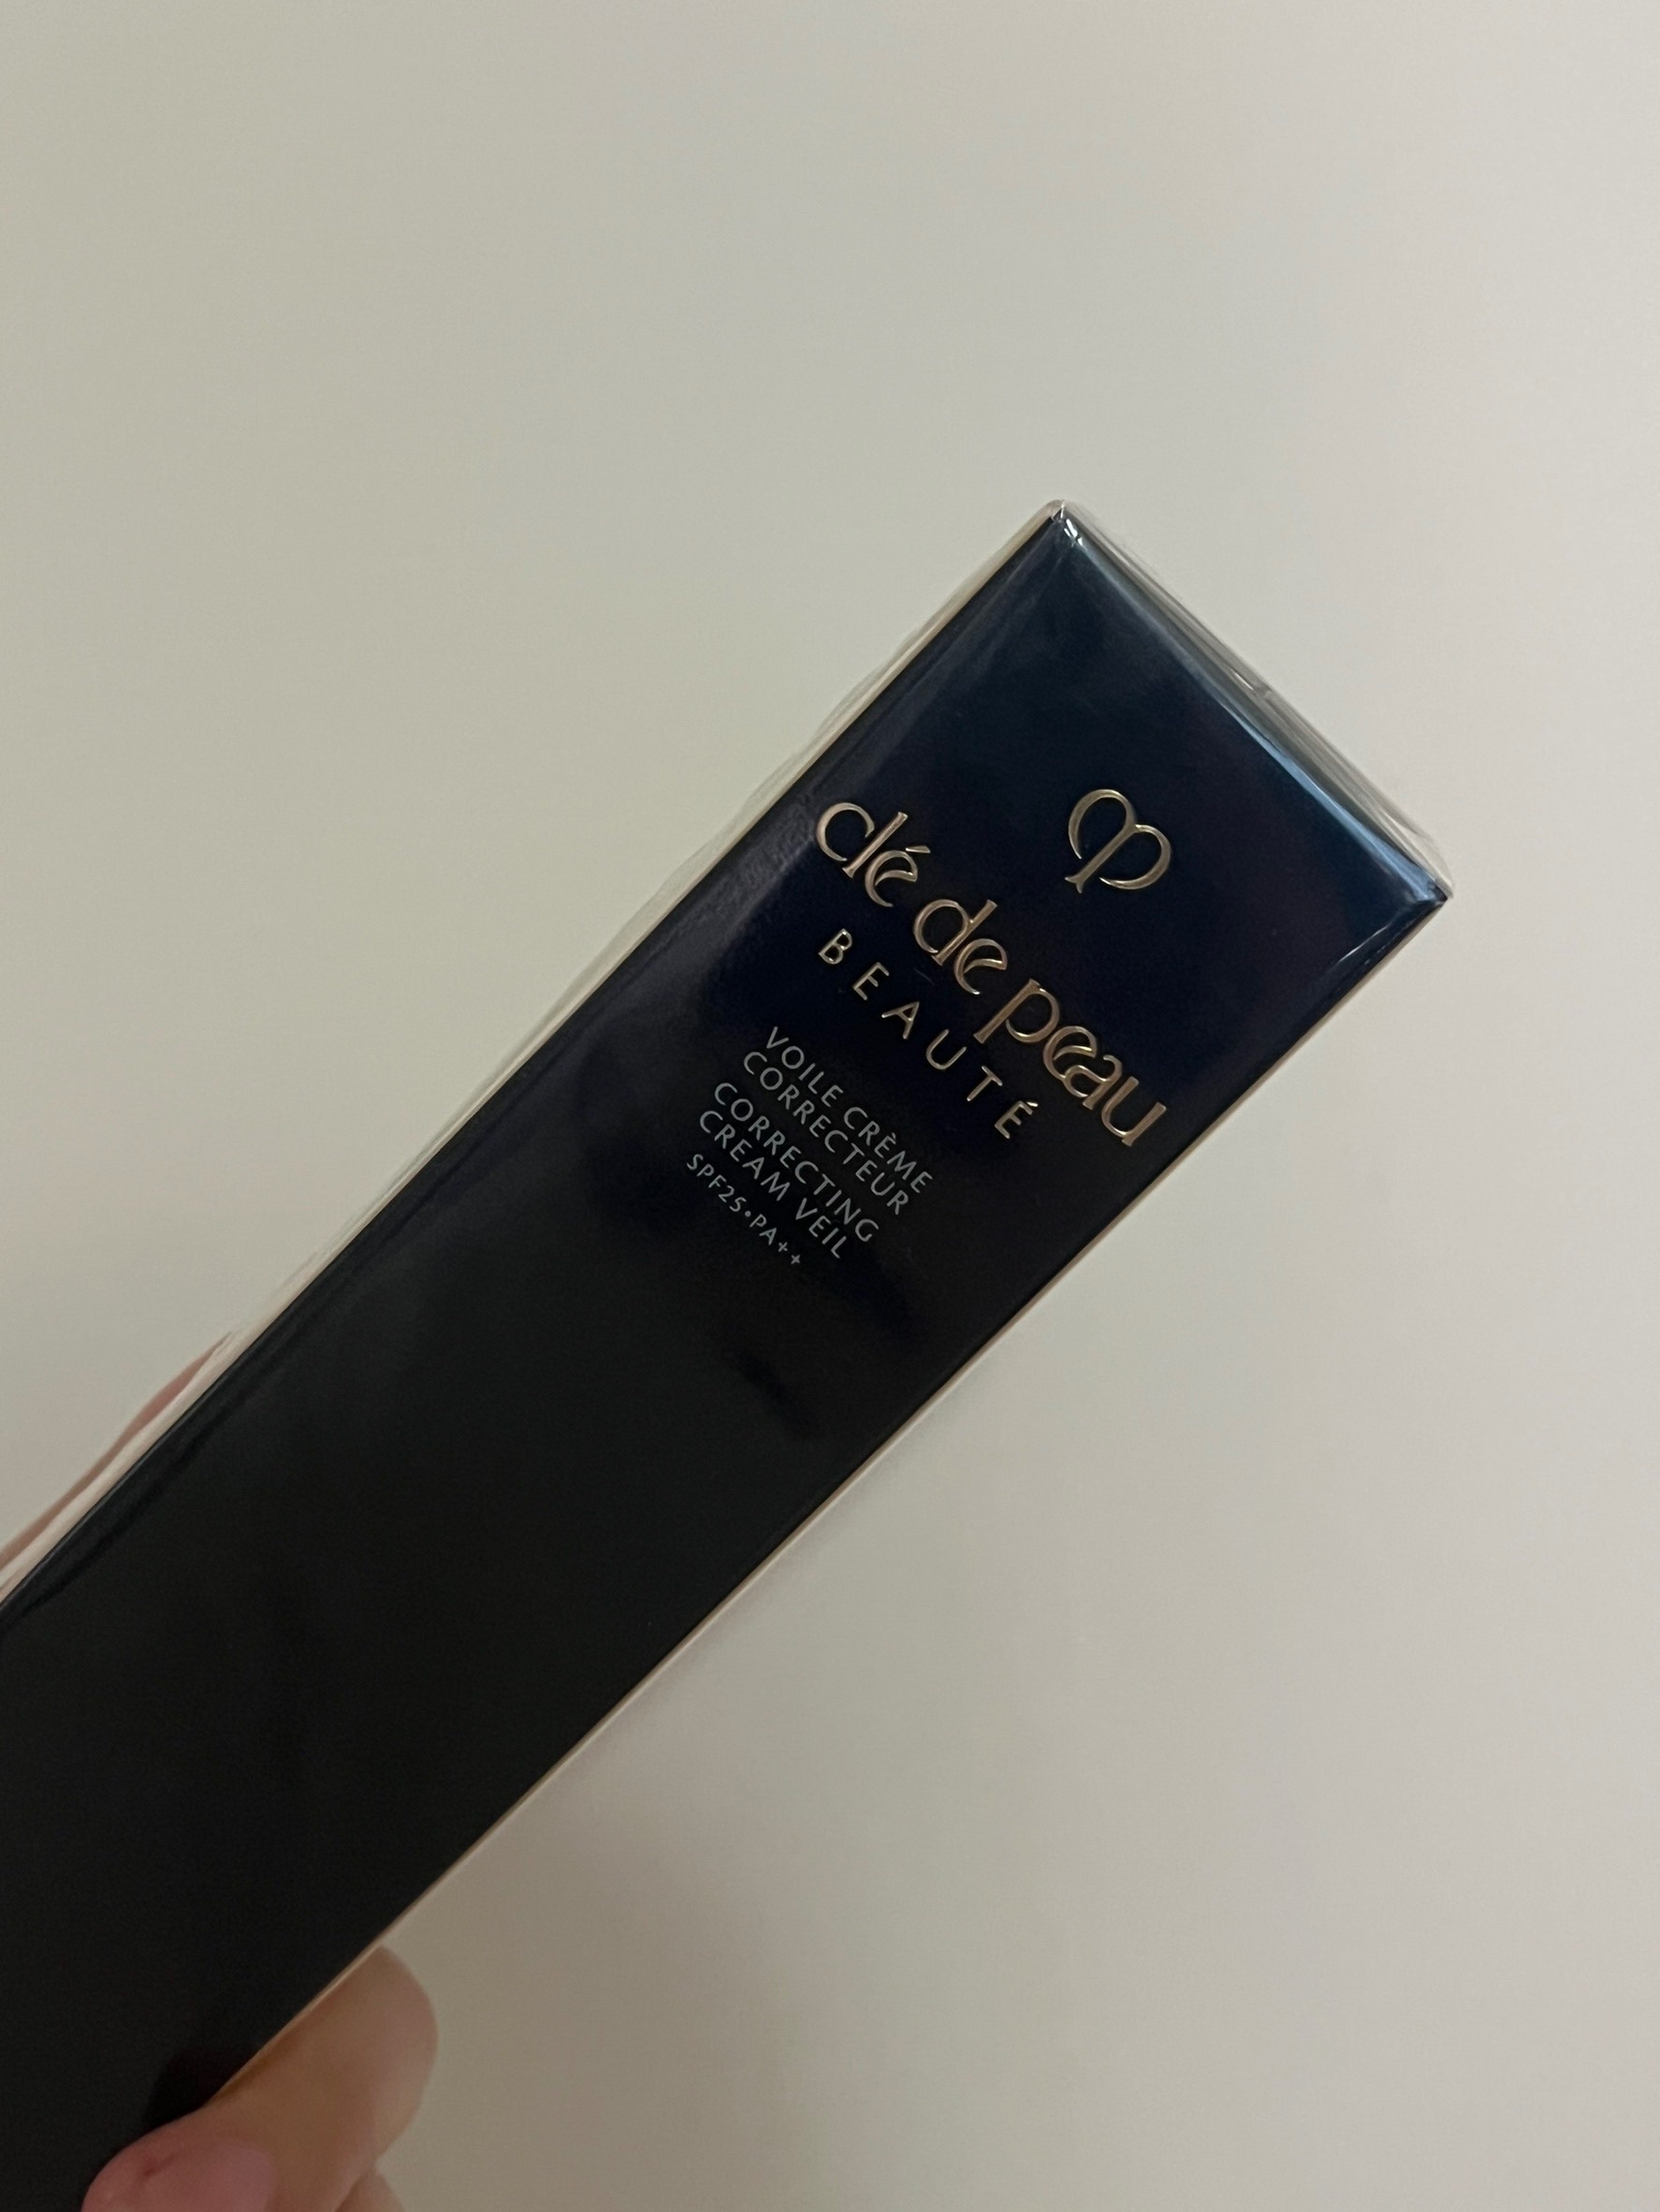 clé de peau
BEAUTÉ
VOILE CRÈME
CORRECTEUR
CORRECTING
CREAM VEIL
SPF25•PA++